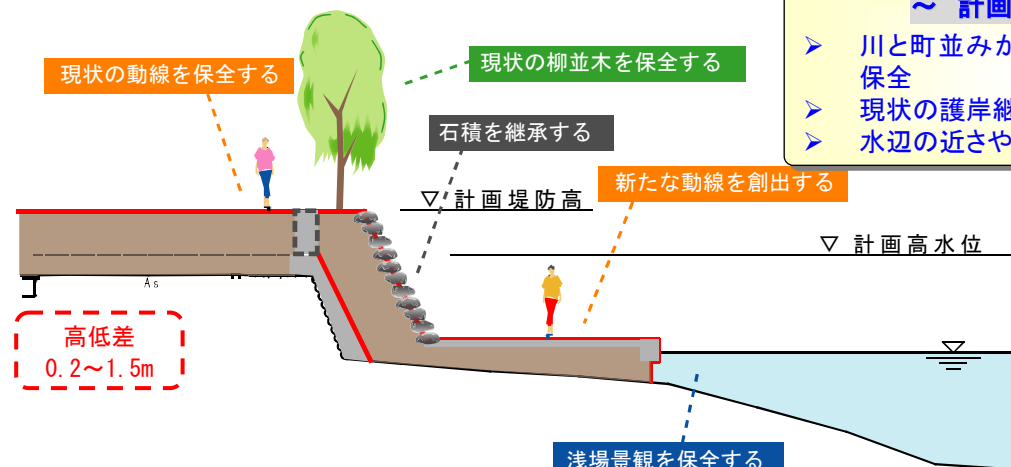 ～ 計画
➢ 川と町並みが
保全
➢ 現状の護岸継
➢ 水辺の近さや
現状の動線を保全する
現状の柳並木を保全する
石積を継承する
新たな動線を創出する
▽ 計画堤防高
▽ 計画高水位
As
高低差
0.2～1.5m
浅場景観を保全する